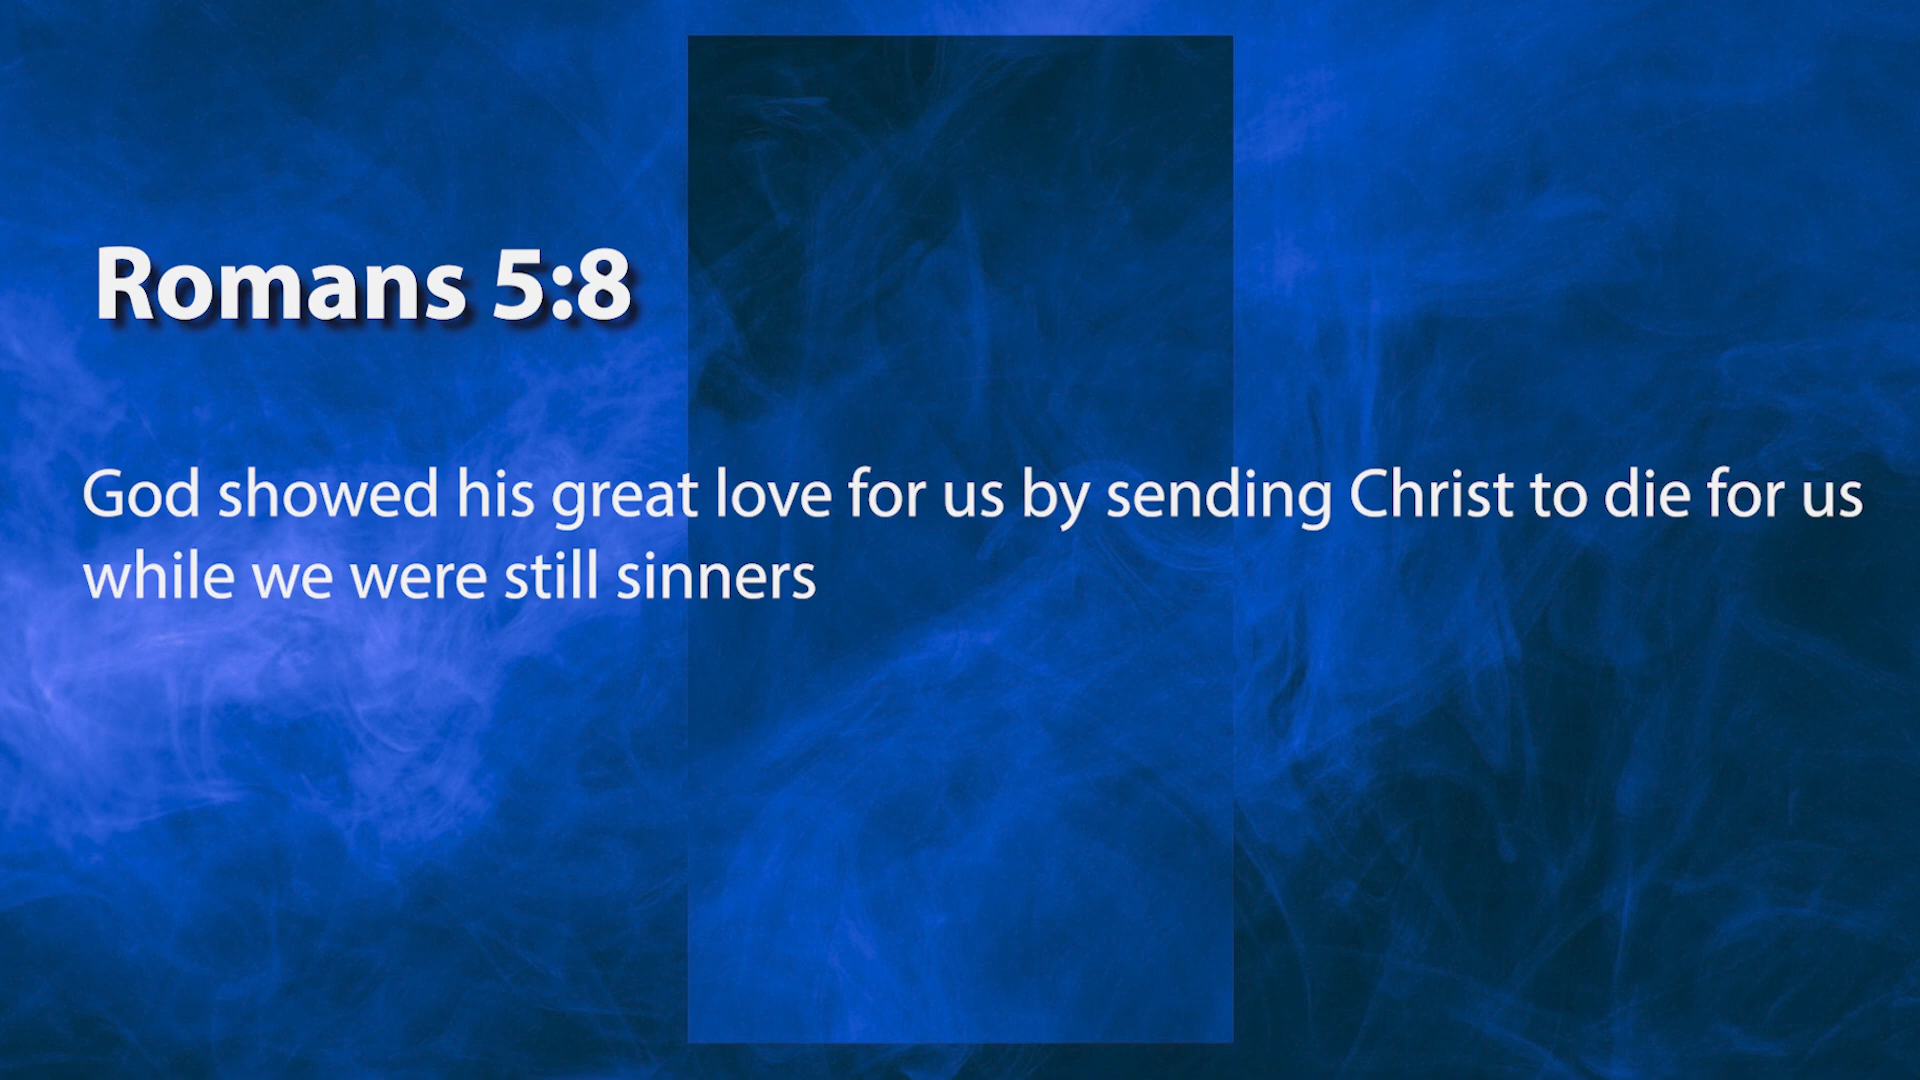 Romans 5:8
God showed his great love for us by sending Christ to die for us
while we were still sinners